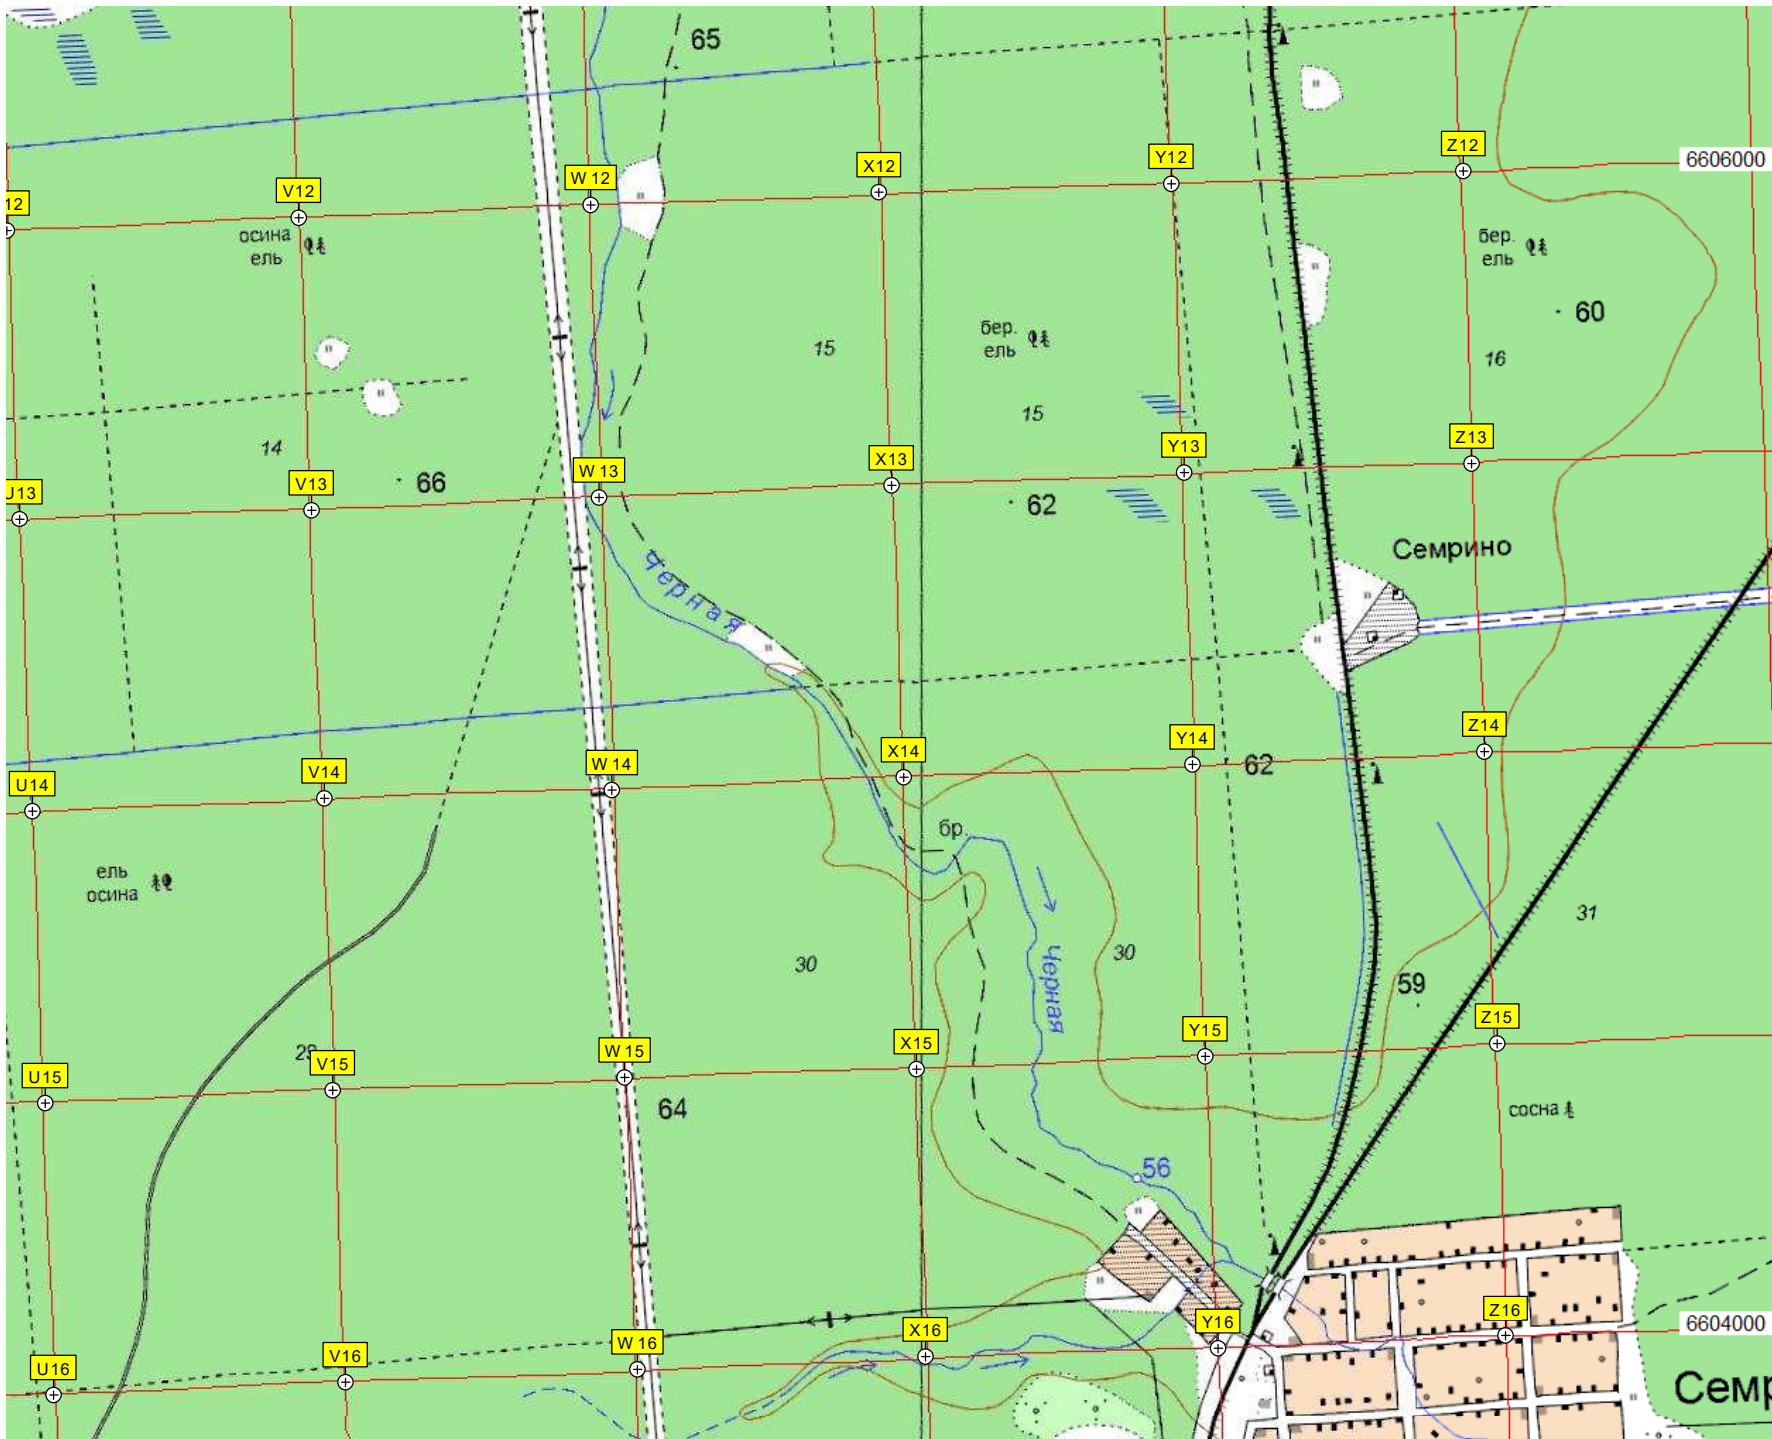 65
6606000
Z12
Y12
X12
W 12
V12
12
осина
ель
бер.
ель
60
бер.
ель
15
16
15
14
66
Z13
Y13
X13
W 13
V13
U13
62
Семрино
Черная
Z14
Y14
X14
W 14
V14
U14
62
бр.
ель
осина
31
30
30
Черная
59
Z15
Y15
X15
W 15
V15
U15
64
сосна
56
6604000
Z16
Y16
X16
W 16
V16
U16
Семр